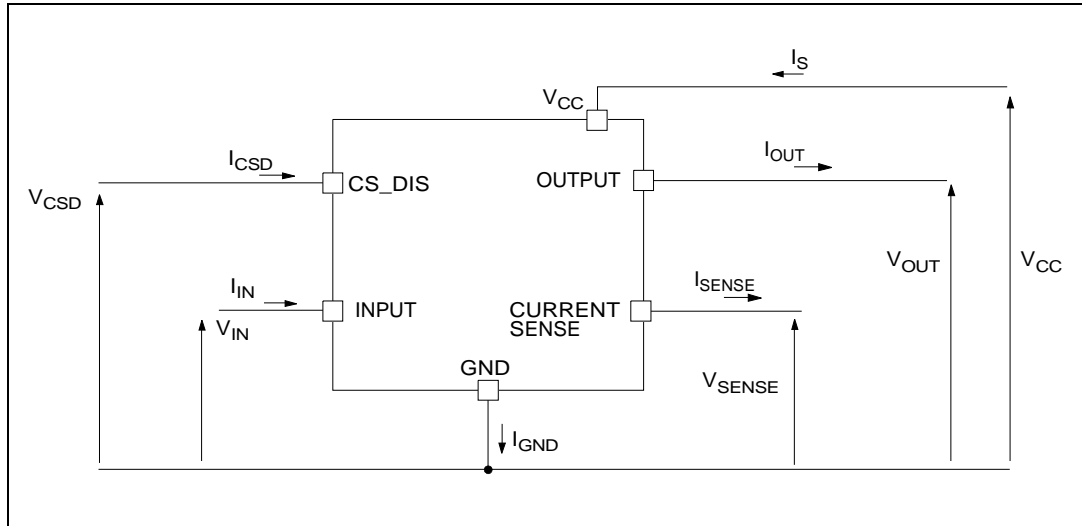 I_S
V_CC
I_CSD
I_OUT
CS_DIS
OUTPUT
V_CSD
V_OUT
V_CC
I_IN
I_SENSE
INPUT
CURRENT
SENSE
V_IN
GND
V_SENSE
I_GND